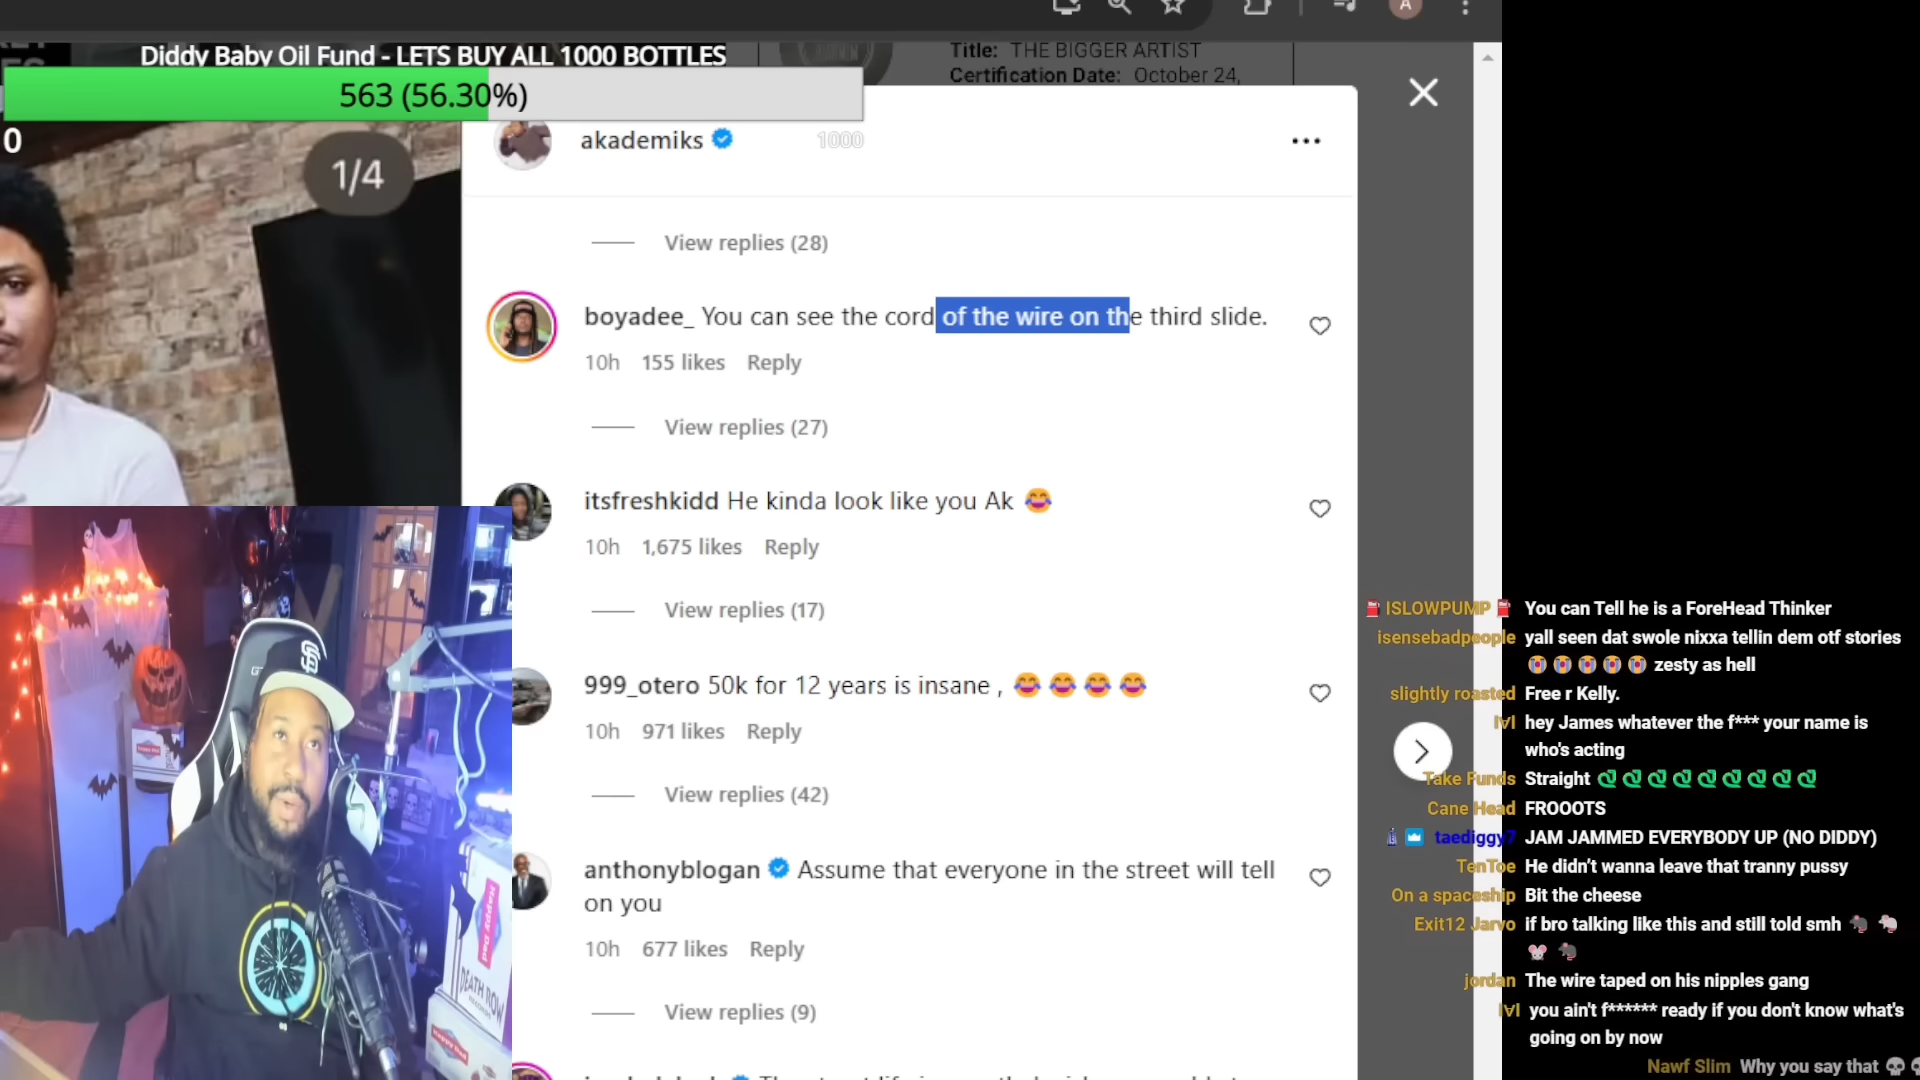 Diddy Baby Oil Fund - LETS BUY ALL 1000 BOTTLES
563 (56.30%)
0
1000
1/4
A
Title: THE BIGGER ARTIST
Certification Date: October 24,
akademiks
View replies (28)
boyadee_ You can see the cord of the wire on the third slide.
10h 155 likes Reply
View replies (27)
itsfreshkidd He kinda look like you Ak 😂
10h 1,675 likes Reply
View replies (17)
999_otero 50k for 12 years is insane , 😂😂😂😂
10h 971 likes Reply
View replies (42)
anthonyblogan Assume that everyone in the street will tell
on you
10h 677 likes Reply
View replies (9)
ISLOWPUMP You can Tell he is a ForeHead Thinker
isensebadpeople yall seen dat swole nixxa tellin dem otf stories
😭😭😭😭😭 zesty as hell
slightly roasted Free r Kelly.
hey James whatever the f*** your name is
who's acting
Take Funds Straight
Cane Head FROOOTS
taediggy7 JAM JAMMED EVERYBODY UP (NO DIDDY)
TenToe He didn't wanna leave that tranny pussy
On a spaceship Bit the cheese
Exit12 Jarvo if bro talking like this and still told smh 🐀 🐁
🐭 🐀
jordan The wire taped on his nipples gang
you ain't f****** ready if you don't know what's
going on by now
Nawf Slim Why you say that 💀
SF
Happy Dad
DEATH ROW